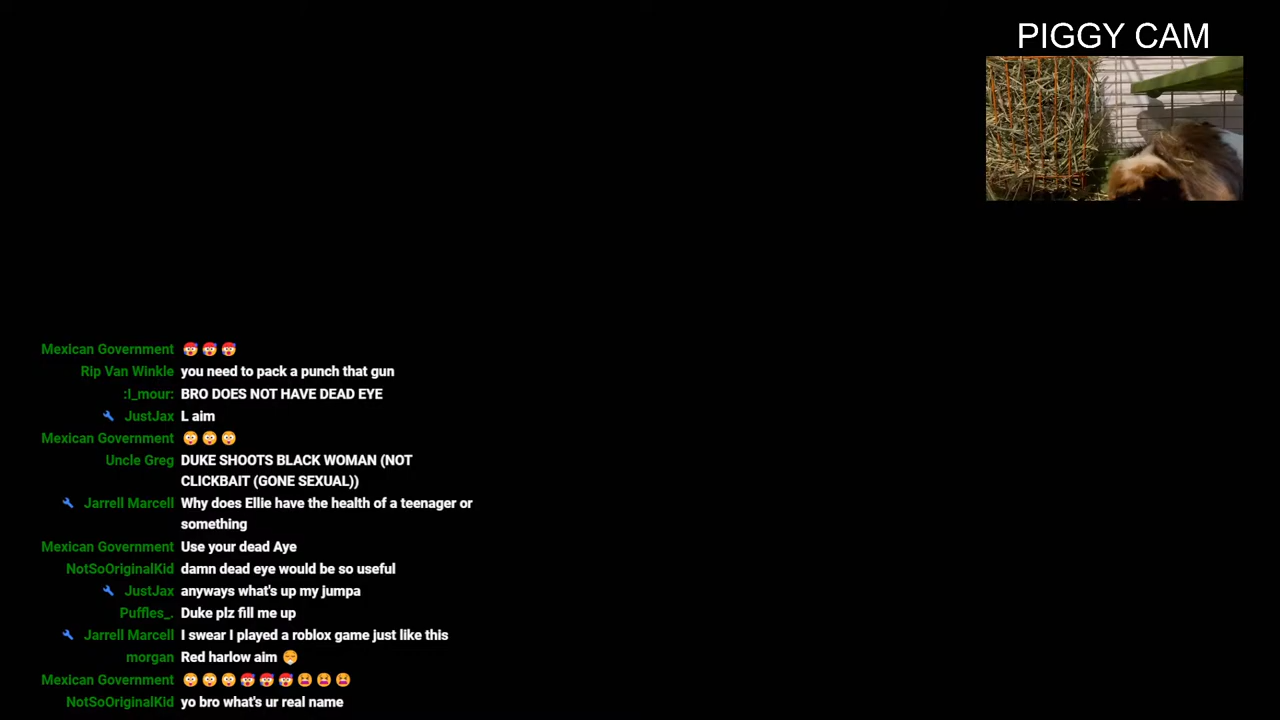 PIGGY CAM
Mexican Government 🥳🥳🥳
Rip Van Winkle you need to pack a punch that gun
:l_mour: BRO DOES NOT HAVE DEAD EYE
JustJax L aim
Mexican Government 😳😳😳
Uncle Greg DUKE SHOOTS BLACK WOMAN (NOT
CLICKBAIT (GONE SEXUAL))
Jarrell Marcell Why does Ellie have the health of a teenager or
something
Mexican Government Use your dead Aye
NotSoOriginalKid damn dead eye would be so useful
JustJax anyways what's up my jumpa
Puffles_. Duke plz fill me up
Jarrell Marcell I swear I played a roblox game just like this
morgan Red harlow aim 😤
Mexican Government 😳😳😳🥳🥳🥳😫😫😫
NotSoOriginalKid yo bro what's ur real name